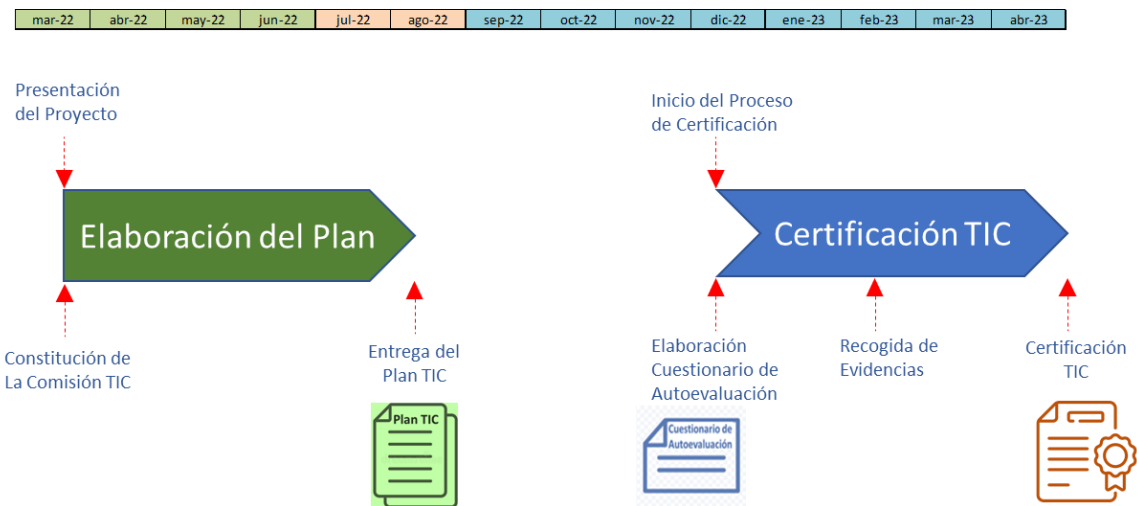 mar-22 abr-22 may-22 jun-22 jul-22 ago-22 sep-22 oct-22 nov-22 dic-22 ene-23 feb-23 mar-23 abr-23
Presentación
del Proyecto
Inicio del Proceso
de Certificación
Elaboración del Plan
Certificación TIC
Constitución de
La Comisión TIC
Entrega del
Plan TIC
Elaboración
Cuestionario de
Autoevaluación
Recogida de
Evidencias
Certificación
TIC
Plan TIC
Cuestionario de
Autoevaluación